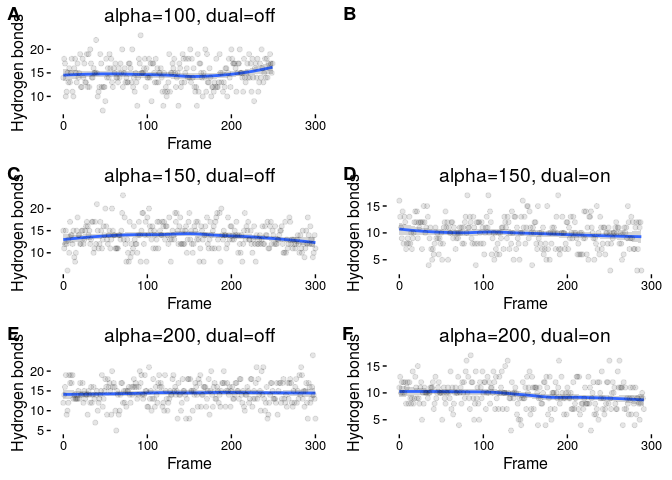 A
alpha=100, dual=off
Hydrogen bonds
20
15
10
0
100
200
300
Frame
B
C
alpha=150, dual=off
Hydrogen bonds
20
15
10
0
100
200
300
Frame
D
alpha=150, dual=on
Hydrogen bonds
15
10
5
0
100
200
300
Frame
E
alpha=200, dual=off
Hydrogen bonds
20
15
10
5
0
100
200
300
Frame
F
alpha=200, dual=on
Hydrogen bonds
15
10
5
0
100
200
300
Frame